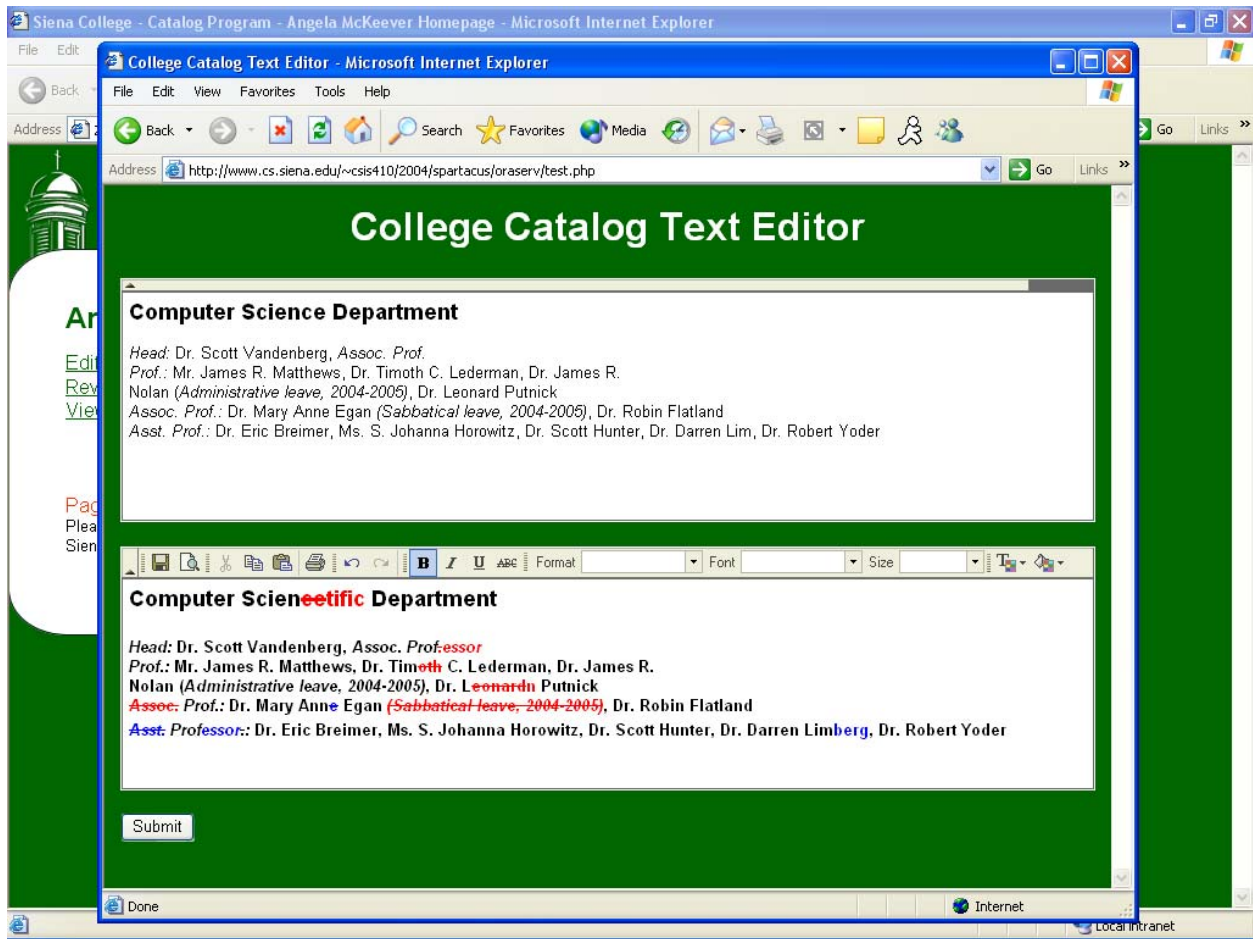 Siena College - Catalog Program - Angela McKeever Homepage - Microsoft Internet Explorer
File Edit
College Catalog Text Editor - Microsoft Internet Explorer
File Edit View Favorites Tools Help
Back
Back Search Favorites Media
Address
Go Links »
Address http://www.cs.siena.edu/~csis410/2004/spartacus/oraserv/test.php Go Links »
College Catalog Text Editor
Computer Science Department
Head: Dr. Scott Vandenberg, Assoc. Prof.
Prof.: Mr. James R. Matthews, Dr. Timoth C. Lederman, Dr. James R.
Nolan (Administrative leave, 2004-2005), Dr. Leonard Putnick
Assoc. Prof.: Dr. Mary Anne Egan (Sabbatical leave, 2004-2005), Dr. Robin Flatland
Asst. Prof.: Dr. Eric Breimer, Ms. S. Johanna Horowitz, Dr. Scott Hunter, Dr. Darren Lim, Dr. Robert Yoder
Ar
Edit
Rev
View
Pag
Plea
Sien
B I U ABC Format Font Size
Computer Scienceetific Department
Head: Dr. Scott Vandenberg, Assoc. Prof.essor
Prof.: Mr. James R. Matthews, Dr. Timoth C. Lederman, Dr. James R.
Nolan (Administrative leave, 2004-2005), Dr. Leonardn Putnick
Assoc. Prof.: Dr. Mary Anne Egan (Sabbatical leave, 2004-2005), Dr. Robin Flatland
Asst. Professor.: Dr. Eric Breimer, Ms. S. Johanna Horowitz, Dr. Scott Hunter, Dr. Darren Limberg, Dr. Robert Yoder
Submit
Done Internet
Local intranet